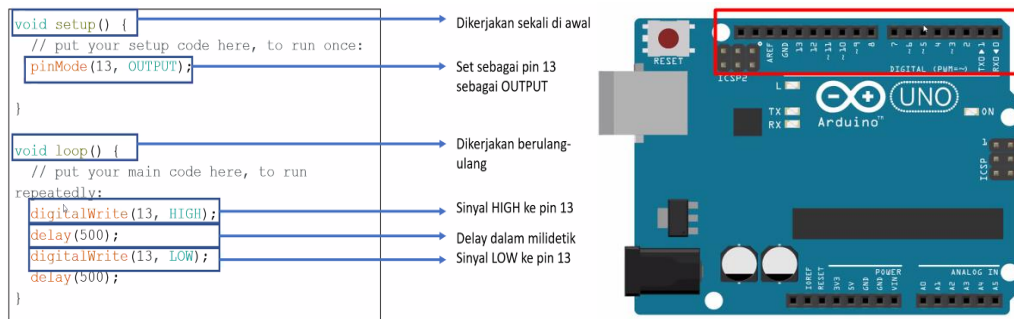 void setup() {
// put your setup code here, to run once:
pinMode(13, OUTPUT);
}
void loop() {
// put your main code here, to run
repeatedly:
digitalWrite(13, HIGH);
delay(500);
digitalWrite(13, LOW);
delay(500);
}
Dikerjakan sekali di awal
Set sebagai pin 13
sebagai OUTPUT
Dikerjakan berulang-
ulang
Sinyal HIGH ke pin 13
Delay dalam milidetik
Sinyal LOW ke pin 13
RESET
ICSP2
AREF
GND
13
12
~11
~10
~9
8
7
~6
~5
4
~3
2
TX0▶1
RX0◀0
DIGITAL (PWM=~)
L
TX
RX
UNO
Arduino™
ON
1
ICSP
IOREF
RESET
3V3
5V
GND
GND
VIN
POWER
ANALOG IN
A0
A1
A2
A3
A4
A5